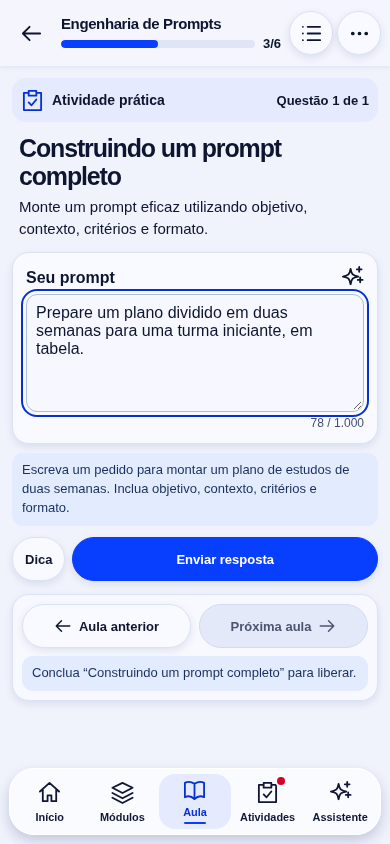 Engenharia de Prompts
3/6
Atividade prática
Questão 1 de 1
Construindo um prompt
completo
Monte um prompt eficaz utilizando objetivo,
contexto, critérios e formato.
Seu prompt
Prepare um plano dividido em duas
semanas para uma turma iniciante, em
tabela.
78 / 1.000
Escreva um pedido para montar um plano de estudos de
duas semanas. Inclua objetivo, contexto, critérios e
formato.
Dica
Enviar resposta
Aula anterior
Próxima aula
Conclua “Construindo um prompt completo” para liberar.
Início
Módulos
Aula
Atividades
Assistente